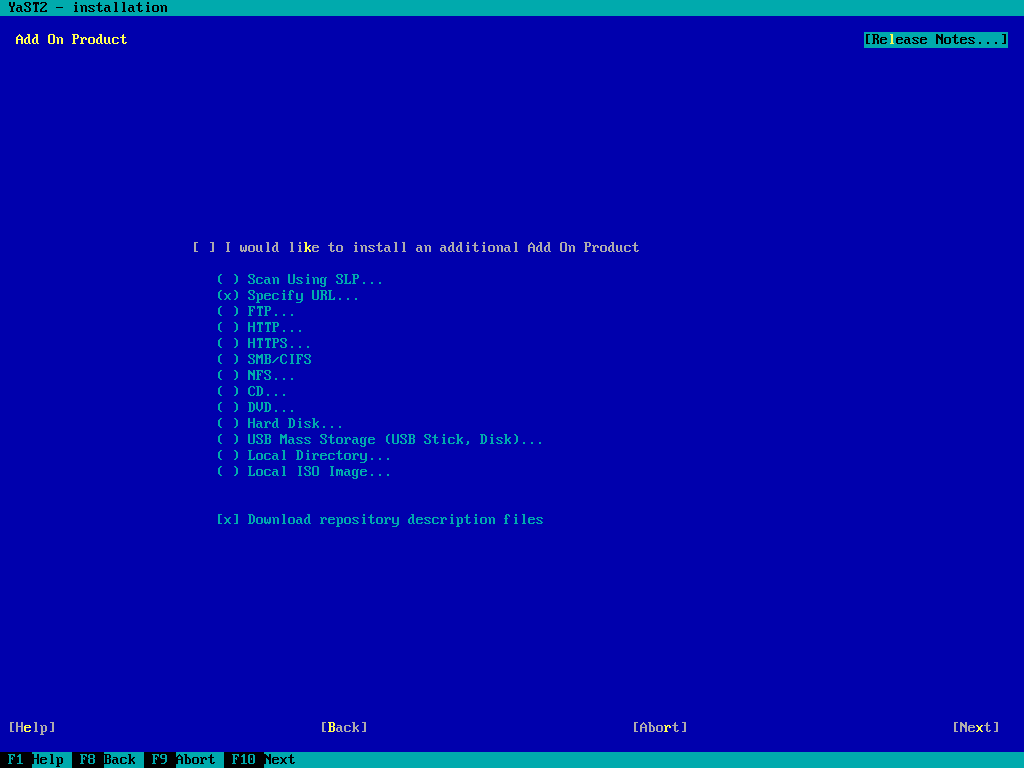 YaST2 - installation
Add On Product [Release Notes...]
[ ] I would like to install an additional Add On Product
( ) Scan Using SLP...
(x) Specify URL...
( ) FTP...
( ) HTTP...
( ) HTTPS...
( ) SMB/CIFS
( ) NFS...
( ) CD...
( ) DVD...
( ) Hard Disk...
( ) USB Mass Storage (USB Stick, Disk)...
( ) Local Directory...
( ) Local ISO Image...
[x] Download repository description files
[Help] [Back] [Abort] [Next]
F1 Help F8 Back F9 Abort F10 Next